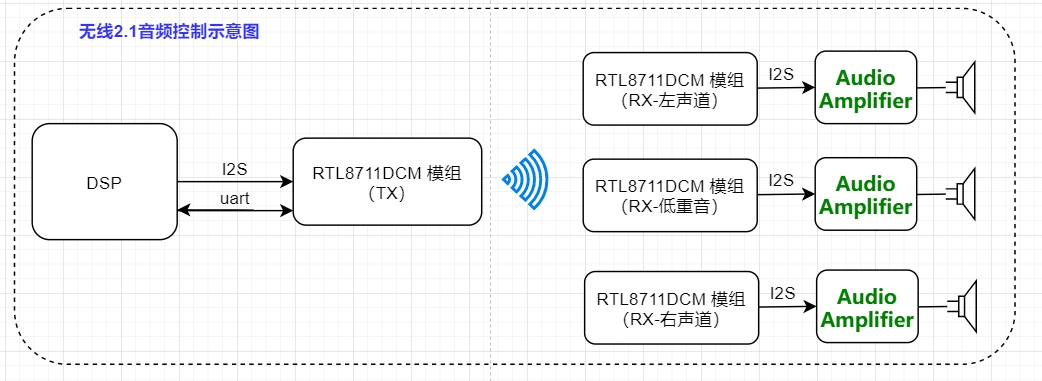 无线2.1音频控制示意图
DSP
I2S
uart
RTL8711DCM 模组
（TX）
RTL8711DCM 模组
（RX-左声道）
I2S
Audio
Amplifier
RTL8711DCM 模组
（RX-低重音）
I2S
Audio
Amplifier
RTL8711DCM 模组
（RX-右声道）
I2S
Audio
Amplifier